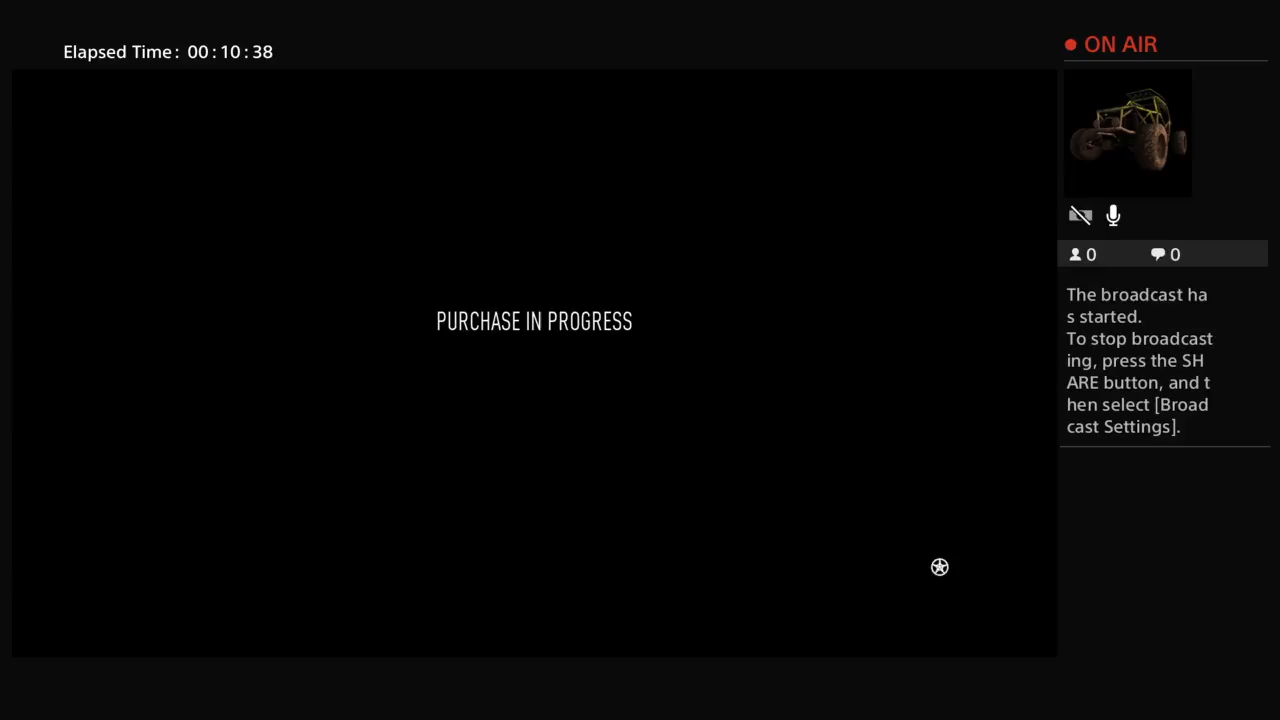 Elapsed Time: 00:10:38
ON AIR
0 0
The broadcast ha
s started.
To stop broadcast
ing, press the SH
ARE button, and t
hen select [Broad
cast Settings].
PURCHASE IN PROGRESS